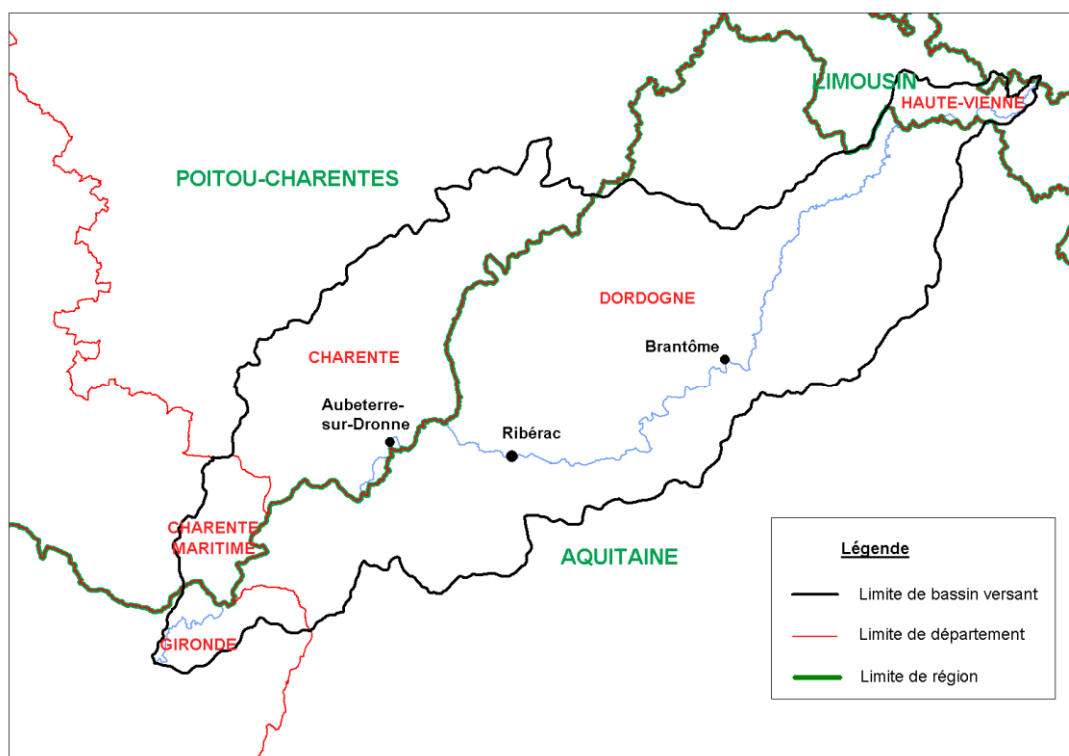 LIMOUSIN
HAUTE-VIENNE
POITOU-CHARENTES
DORDOGNE
CHARENTE
Brantôme
Aubeterre-
sur-Dronne
Ribérac
CHARENTE
MARITIME
AQUITAINE
GIRONDE
Légende
Limite de bassin versant
Limite de département
Limite de région